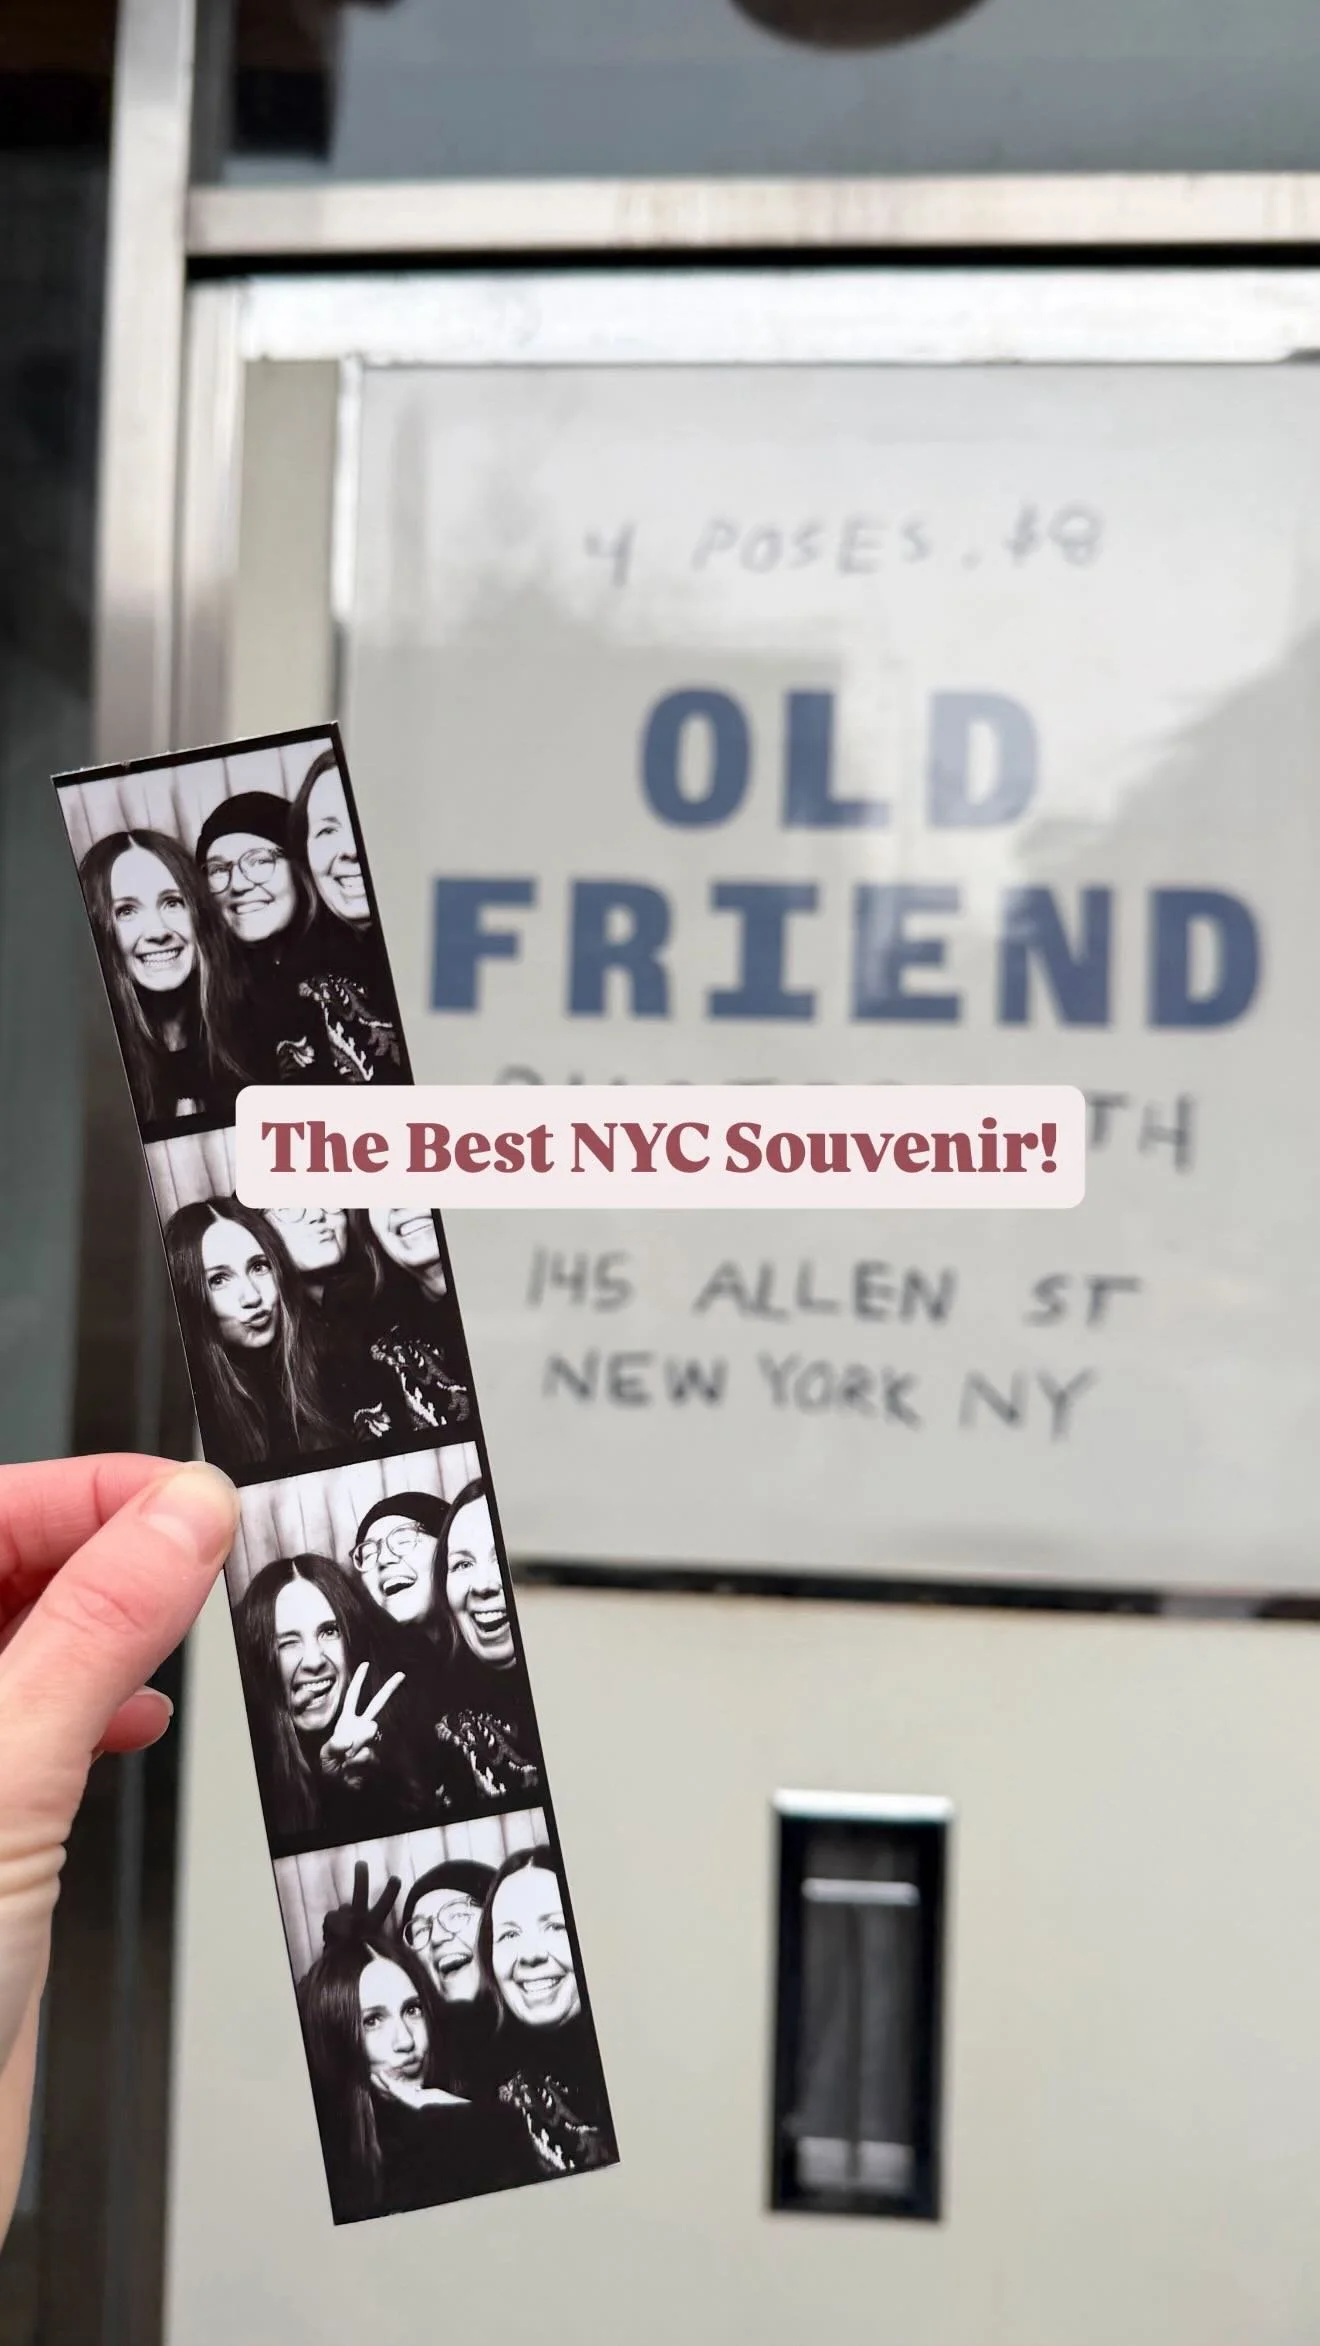 4 POSES. $8
OLD
FRIEND
The Best NYC Souvenir!
145 ALLEN ST
NEW YORK NY